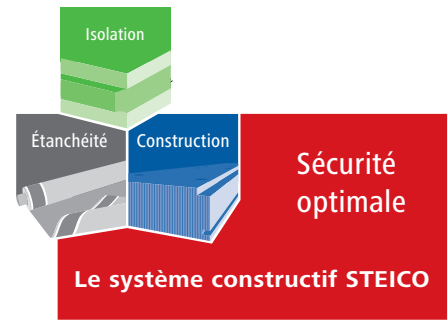 Isolation
Étanchéité
Construction
Sécurité
optimale
Le système constructif STEICO